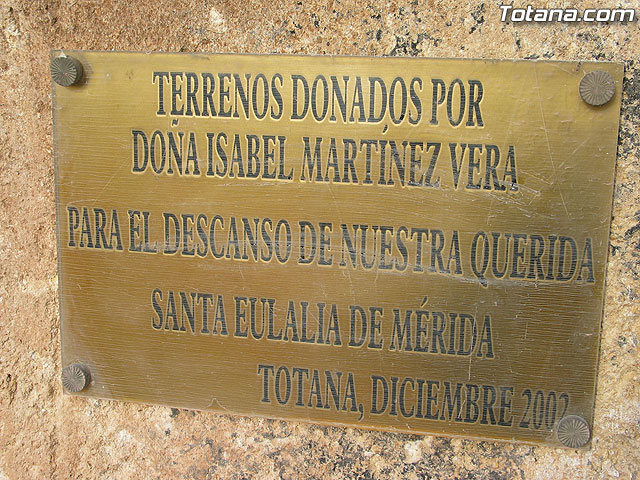 Totana.com
TERRENOS DONADOS POR
DOÑA ISABEL MARTÍNEZ VERA
PARA EL DESCANSO DE NUESTRA QUERIDA
SANTA EULALIA DE MÉRIDA
TOTANA, DICIEMBRE 2002